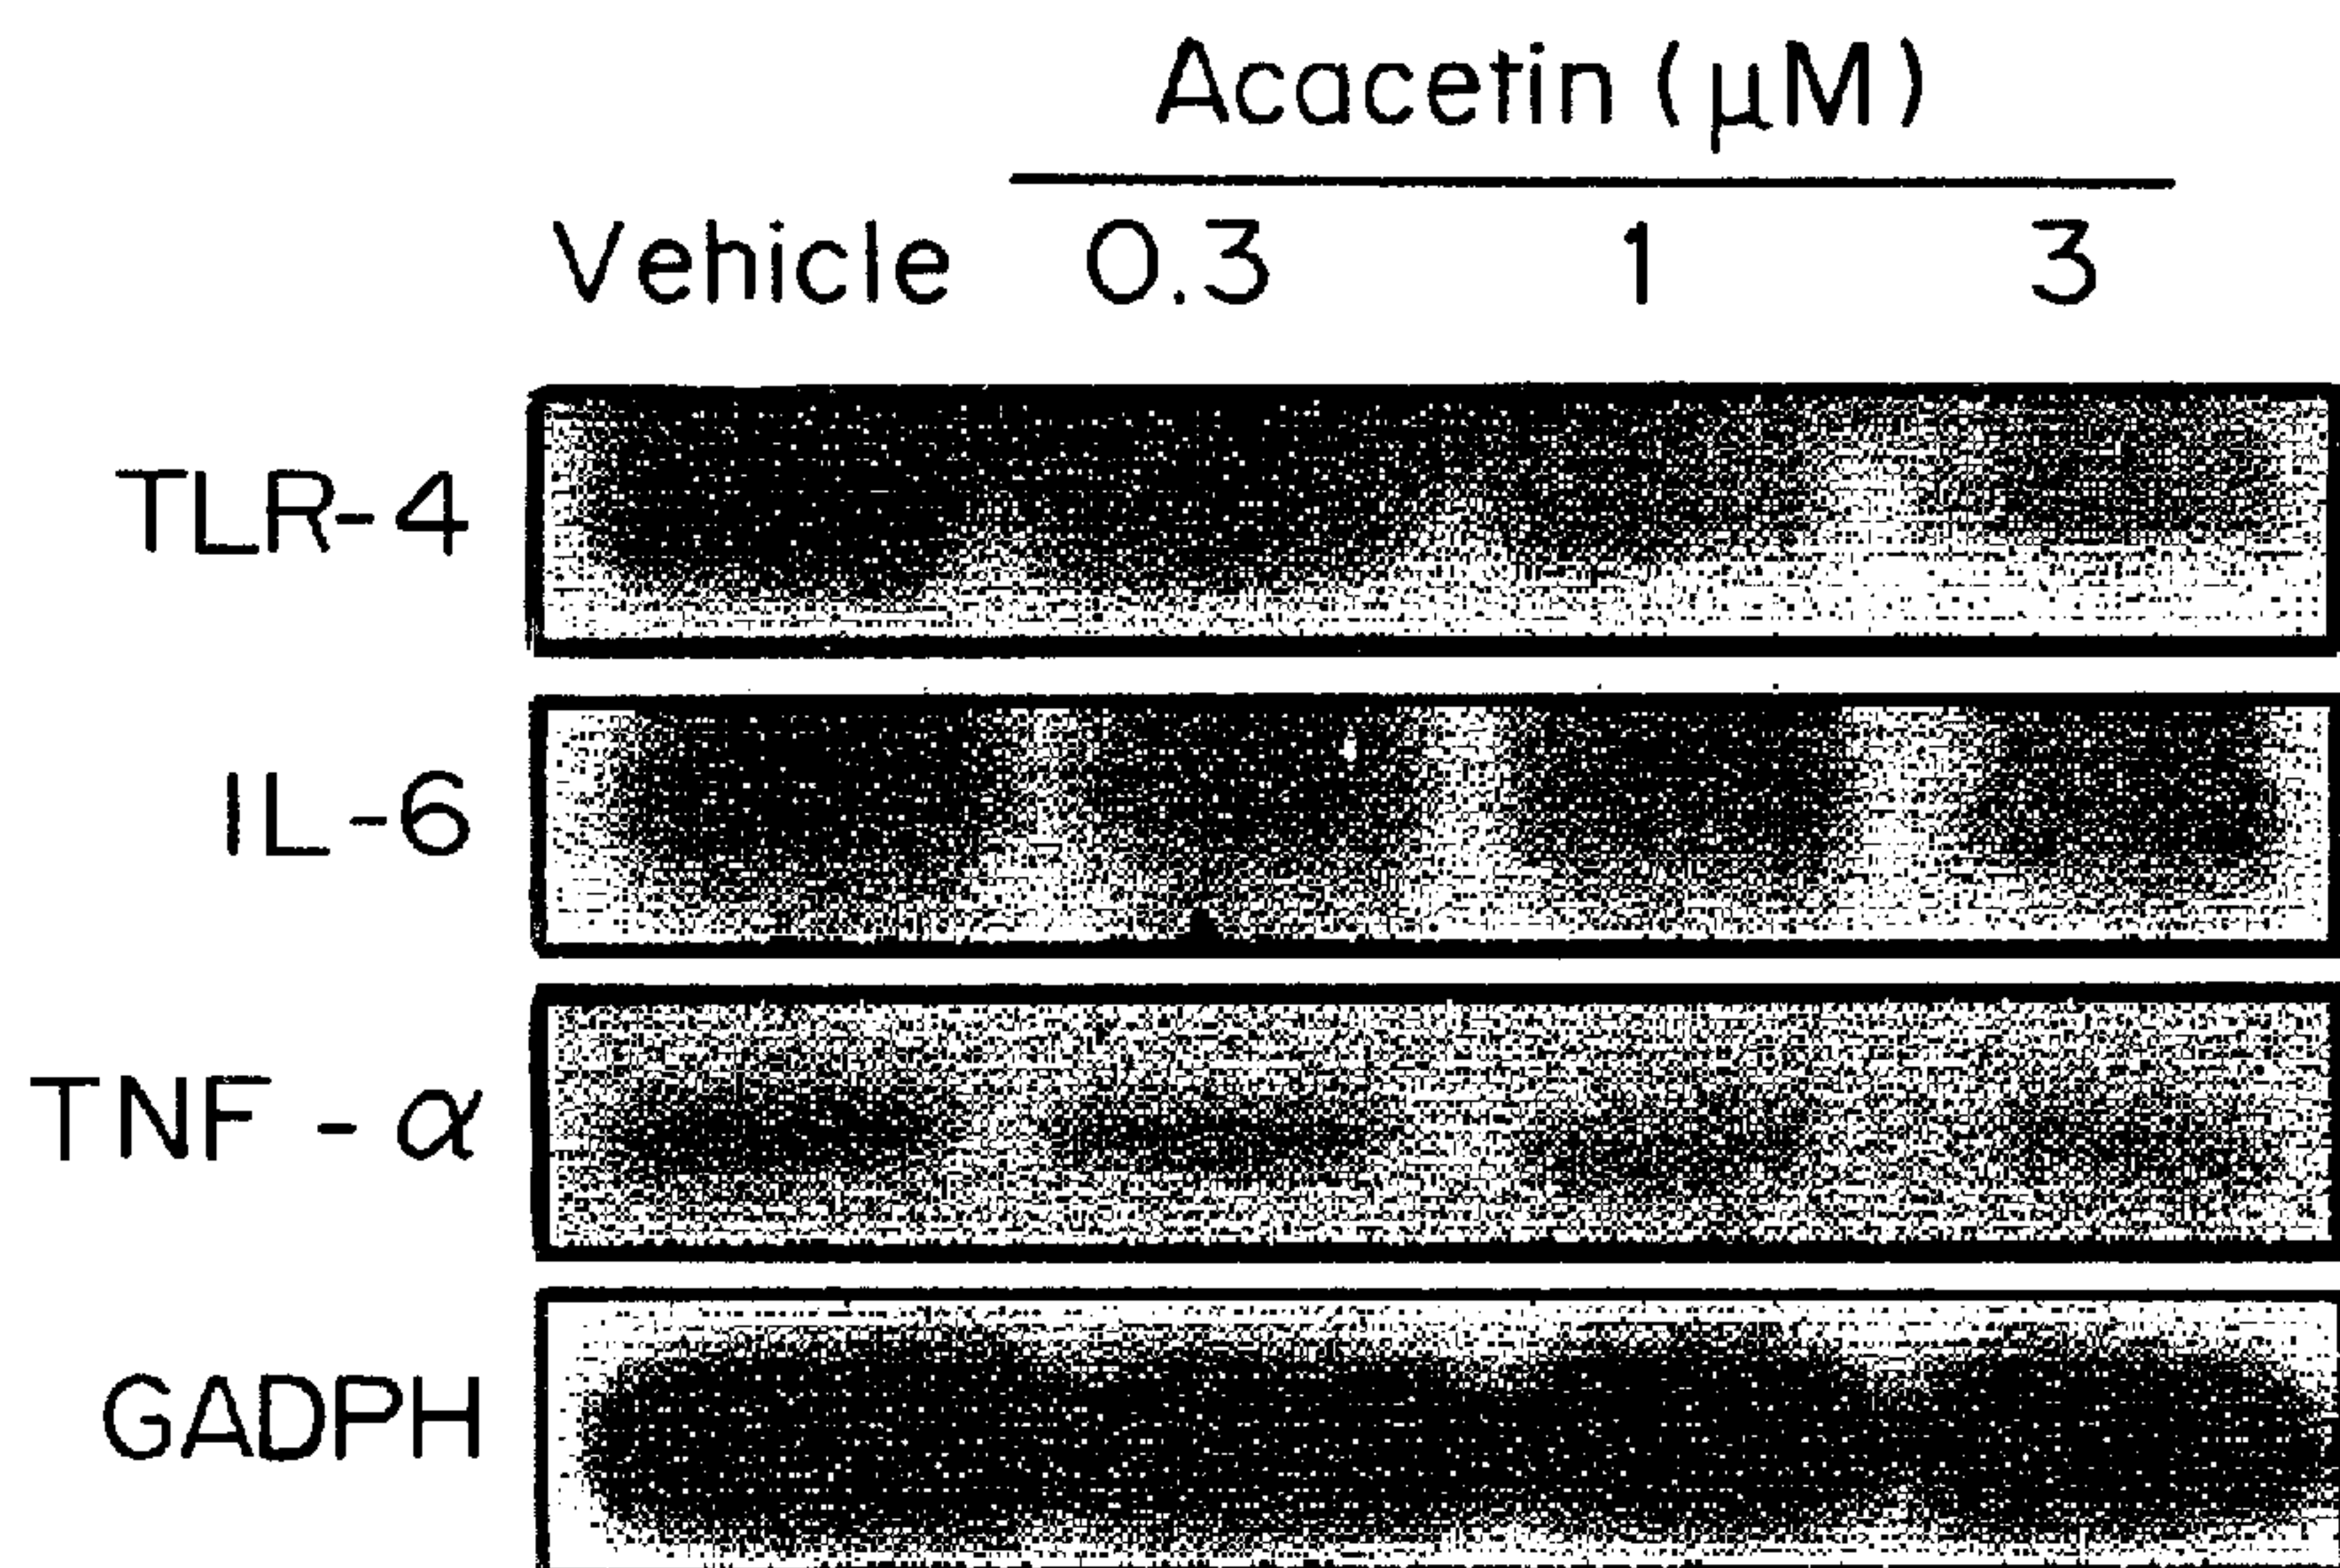 Acacetin (μM)
Vehicle 0.3 1 3
TLR-4
IL-6
TNF-α
GADPH